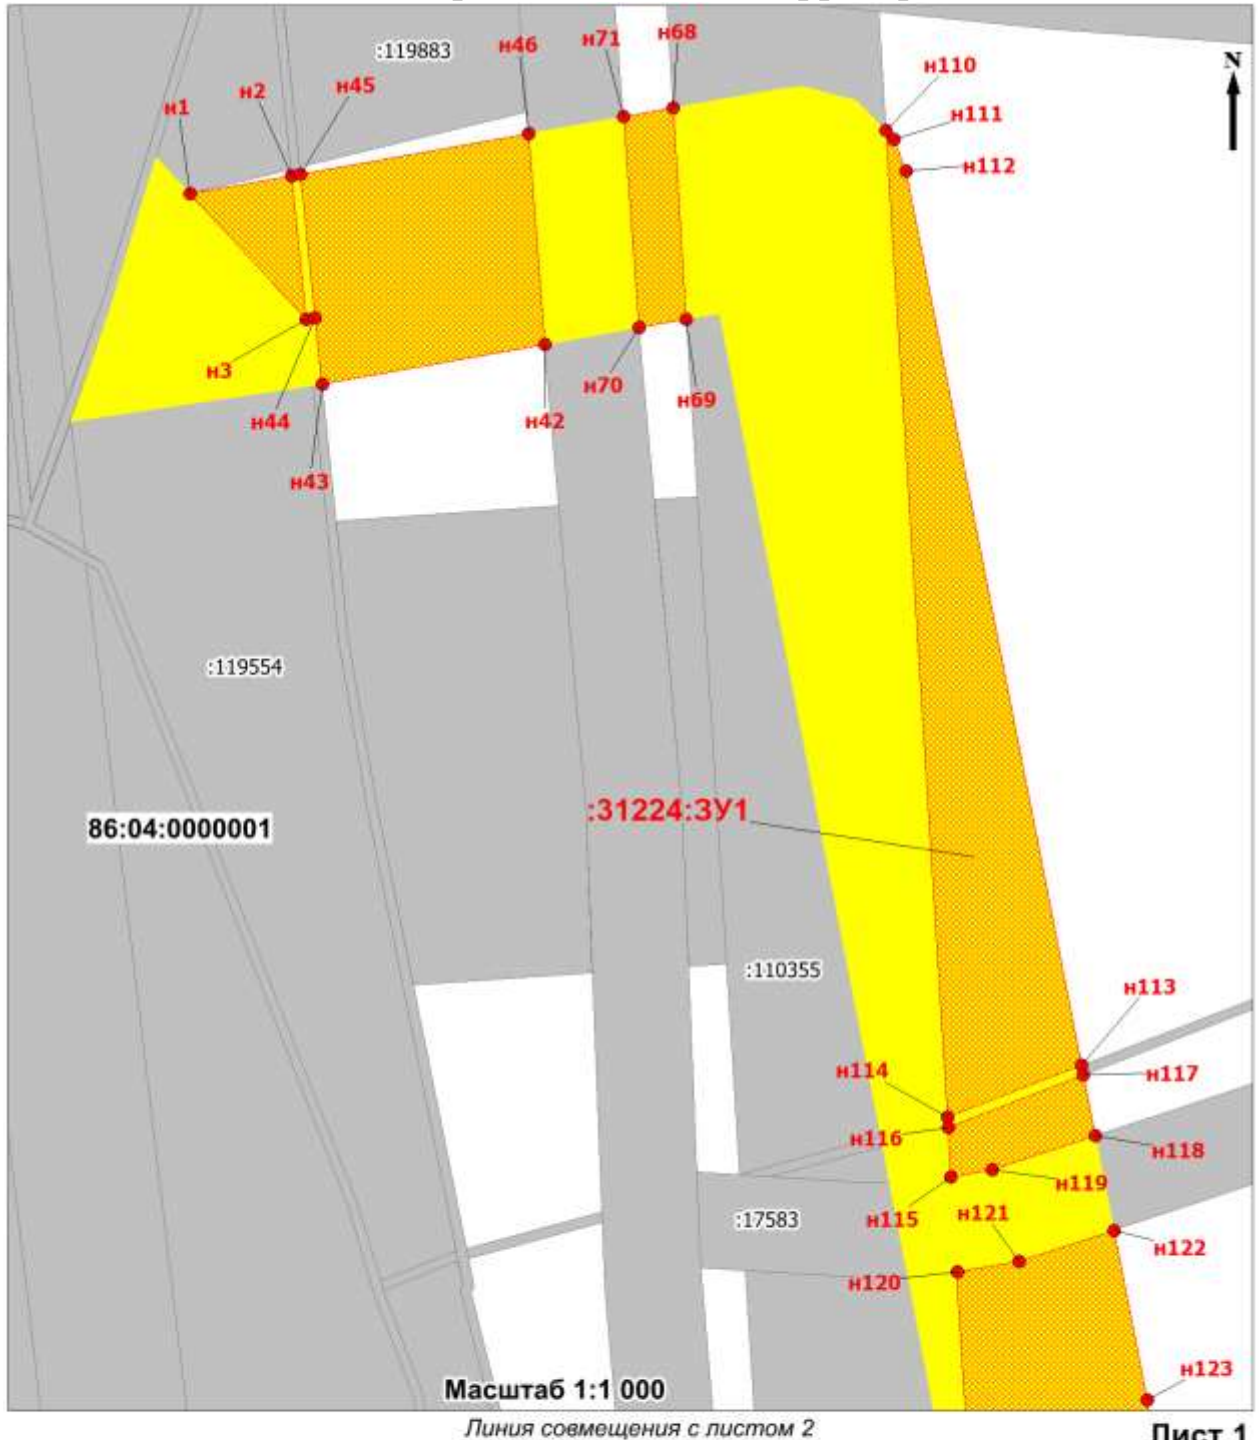 :119883
н46
н71
н68
N
н110
н2
н45
н1
н111
н112
н3
н44
н70
н69
н42
н43
:119554
:31224:ЗУ1
86:04:0000001
:110355
н113
н114
н117
н116
н118
н119
:17583
н115
н121
н122
н120
н123
Масштаб 1:1 000
Линия совмещения с листом 2
Лист 1